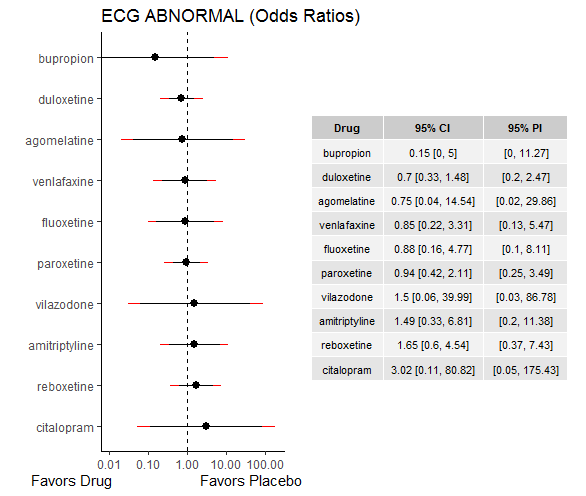 ECG ABNORMAL (Odds Ratios)
bupropion
duloxetine
agomelatine
venlafaxine
fluoxetine
paroxetine
vilazodone
amitriptyline
reboxetine
citalopram
0.01 0.10 1.00 10.00 100.00
Favors Drug Favors Placebo
Drug 95% CI 95% PI
bupropion 0.15 [0, 5] [0, 11.27]
duloxetine 0.7 [0.33, 1.48] [0.2, 2.47]
agomelatine 0.75 [0.04, 14.54] [0.02, 29.86]
venlafaxine 0.85 [0.22, 3.31] [0.13, 5.47]
fluoxetine 0.88 [0.16, 4.77] [0.1, 8.11]
paroxetine 0.94 [0.42, 2.11] [0.25, 3.49]
vilazodone 1.5 [0.06, 39.99] [0.03, 86.78]
amitriptyline 1.49 [0.33, 6.81] [0.2, 11.38]
reboxetine 1.65 [0.6, 4.54] [0.37, 7.43]
citalopram 3.02 [0.11, 80.82] [0.05, 175.43]